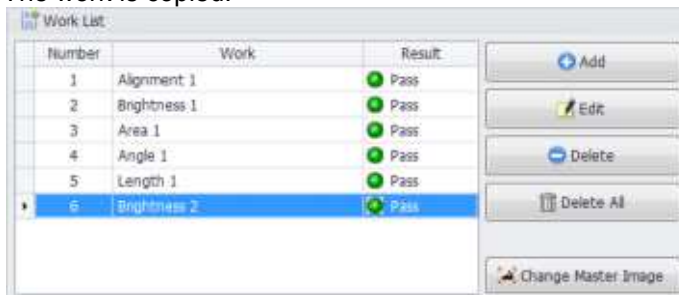 The work is copied.
Work List
Number Work Result
1 Alignment 1 Pass
2 Brightness 1 Pass
3 Area 1 Pass
4 Angle 1 Pass
5 Length 1 Pass
6 Brightness 2 Pass
Add
Edit
Delete
Delete All
Change Master Image